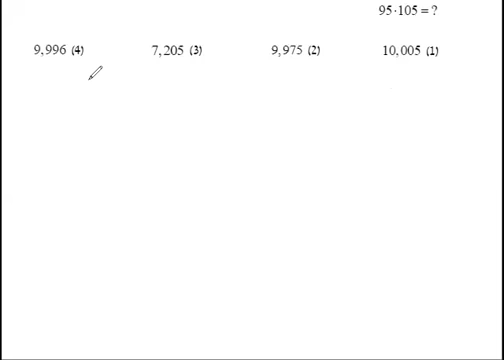 95·105 = ?
9,996 (4) 7,205 (3) 9,975 (2) 10,005 (1)